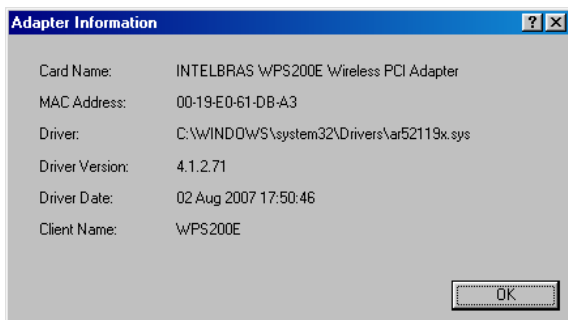 Adapter Information
Card Name: INTELBRAS WPS200E Wireless PCI Adapter
MAC Address: 00-19-E0-61-DB-A3
Driver: C:\WINDOWS\system32\Drivers\ar52119x.sys
Driver Version: 4.1.2.71
Driver Date: 02 Aug 2007 17:50:46
Client Name: WPS200E
OK